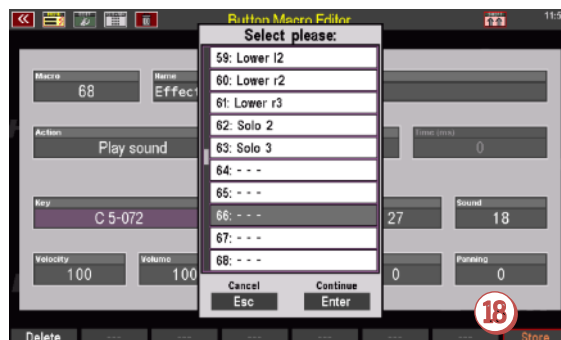 Button Macro Editor
11:5
Select please:
59: Lower l2
60: Lower r2
61: Lower r3
62: Solo 2
63: Solo 3
64: - - -
65: - - -
66: - - -
67: - - -
68: - - -
Cancel Continue
Esc Enter
Macro Name
68 Effect
Action Time (ms)
Play sound 0
Key Sound
C 5-072 27 18
Velocity Volume Panning
100 100 0 0
18
Delete --- --- --- --- --- --- Store